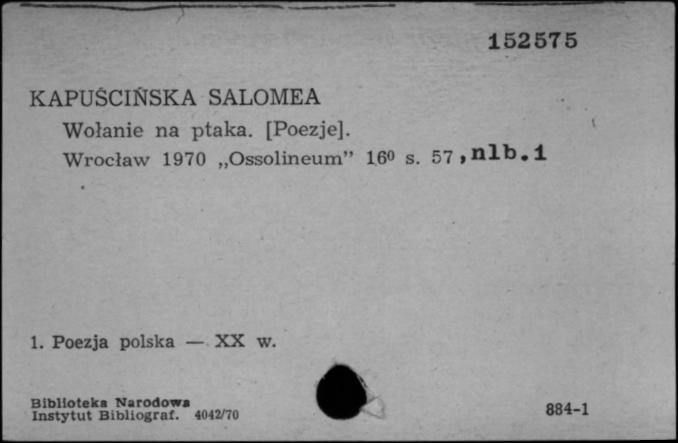 152575
KAPUŚCIŃSKA SALOMEA
Wołanie na ptaka. [Poezje].
Wrocław 1970 „Ossolineum” 16⁰ s. 57, nlb.1
1. Poezja polska — XX w.
Biblioteka Narodowa
Instytut Bibliograf. 4042/70
884-1